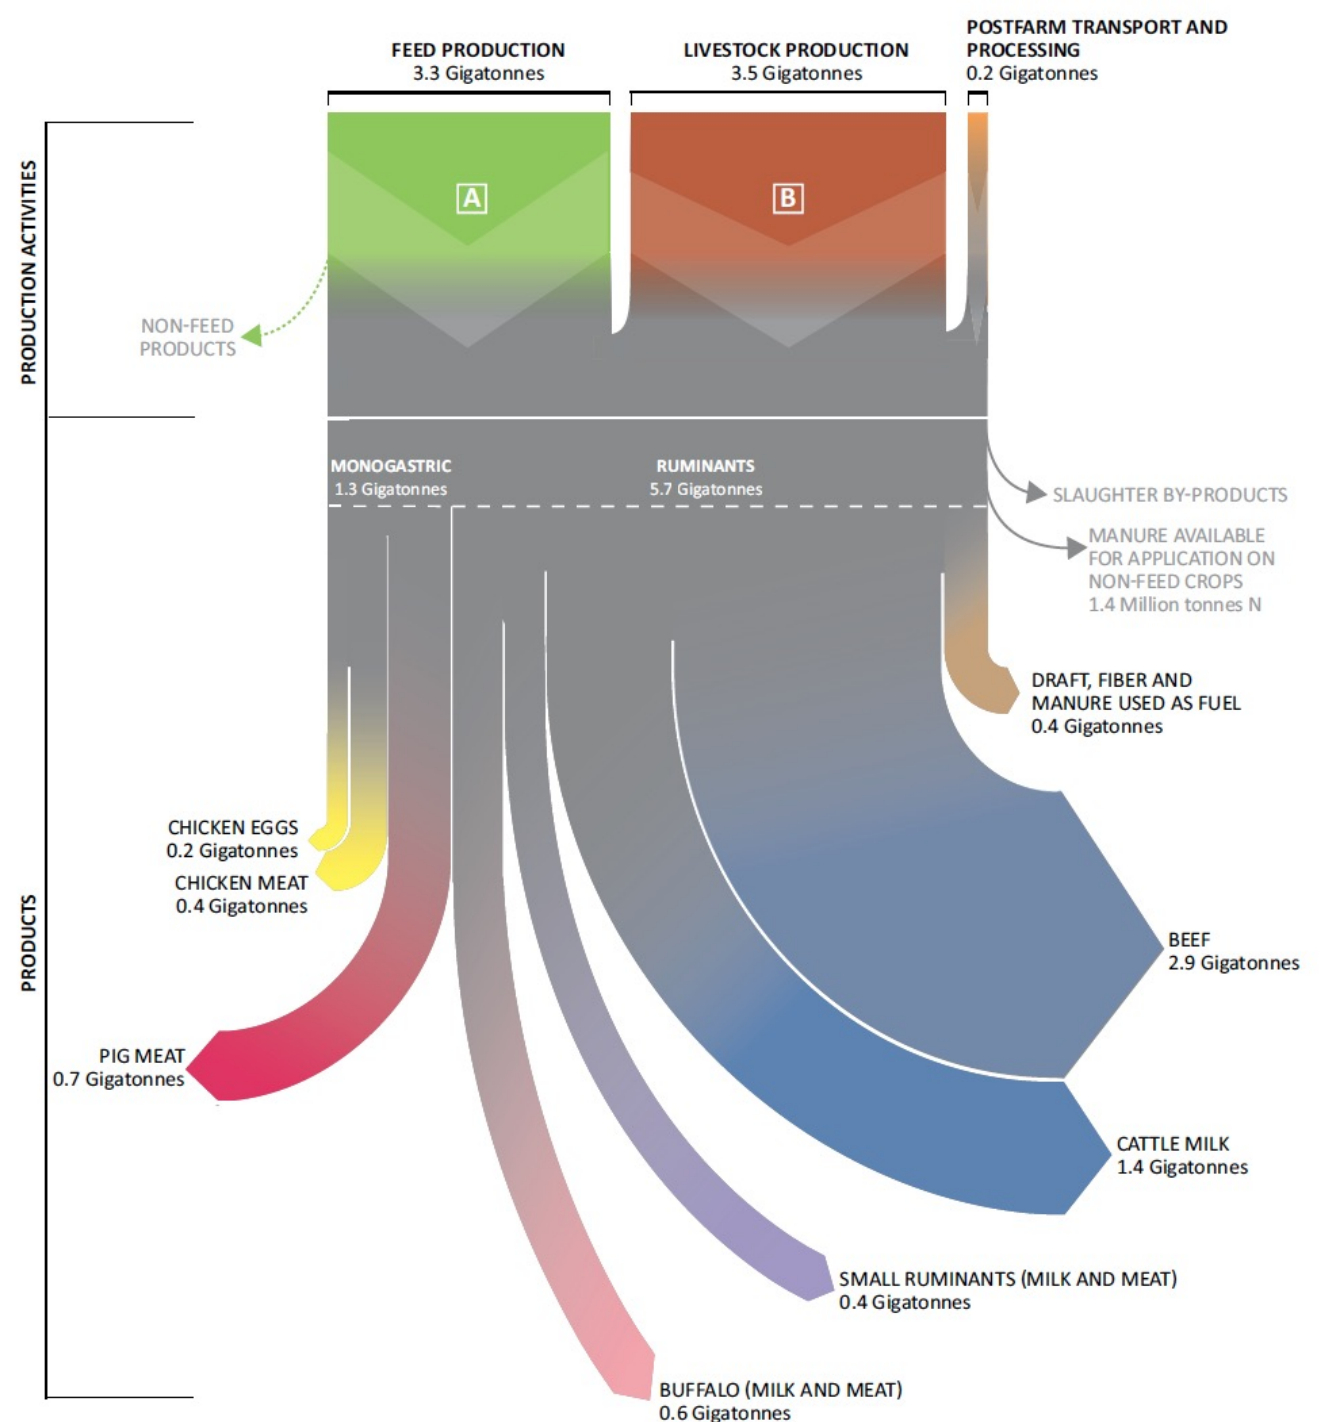 POSTFARM TRANSPORT AND
PROCESSING
0.2 Gigatonnes
FEED PRODUCTION
3.3 Gigatonnes
LIVESTOCK PRODUCTION
3.5 Gigatonnes
PRODUCTION ACTIVITIES
A
B
NON-FEED
PRODUCTS
MONOGASTRIC
1.3 Gigatonnes
RUMINANTS
5.7 Gigatonnes
SLAUGHTER BY-PRODUCTS
MANURE AVAILABLE
FOR APPLICATION ON
NON-FEED CROPS
1.4 Million tonnes N
DRAFT, FIBER AND
MANURE USED AS FUEL
0.4 Gigatonnes
PRODUCTS
CHICKEN EGGS
0.2 Gigatonnes
CHICKEN MEAT
0.4 Gigatonnes
BEEF
2.9 Gigatonnes
PIG MEAT
0.7 Gigatonnes
CATTLE MILK
1.4 Gigatonnes
SMALL RUMINANTS (MILK AND MEAT)
0.4 Gigatonnes
BUFFALO (MILK AND MEAT)
0.6 Gigatonnes